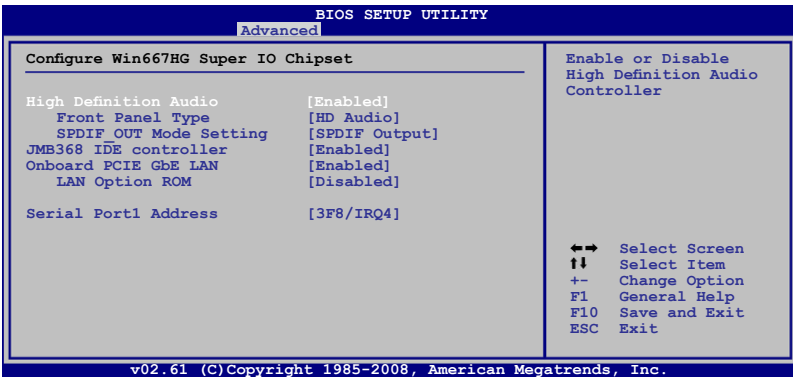 BIOS SETUP UTILITY
Advanced
Configure Win667HG Super IO Chipset
High Definition Audio [Enabled]
Front Panel Type [HD Audio]
SPDIF_OUT Mode Setting [SPDIF Output]
JMB368 IDE controller [Enabled]
Onboard PCIE GbE LAN [Enabled]
LAN Option ROM [Disabled]
Serial Port1 Address [3F8/IRQ4]
Enable or Disable
High Definition Audio
Controller
←→ Select Screen
↑↓ Select Item
+- Change Option
F1 General Help
F10 Save and Exit
ESC Exit
v02.61 (C)Copyright 1985-2008, American Megatrends, Inc.